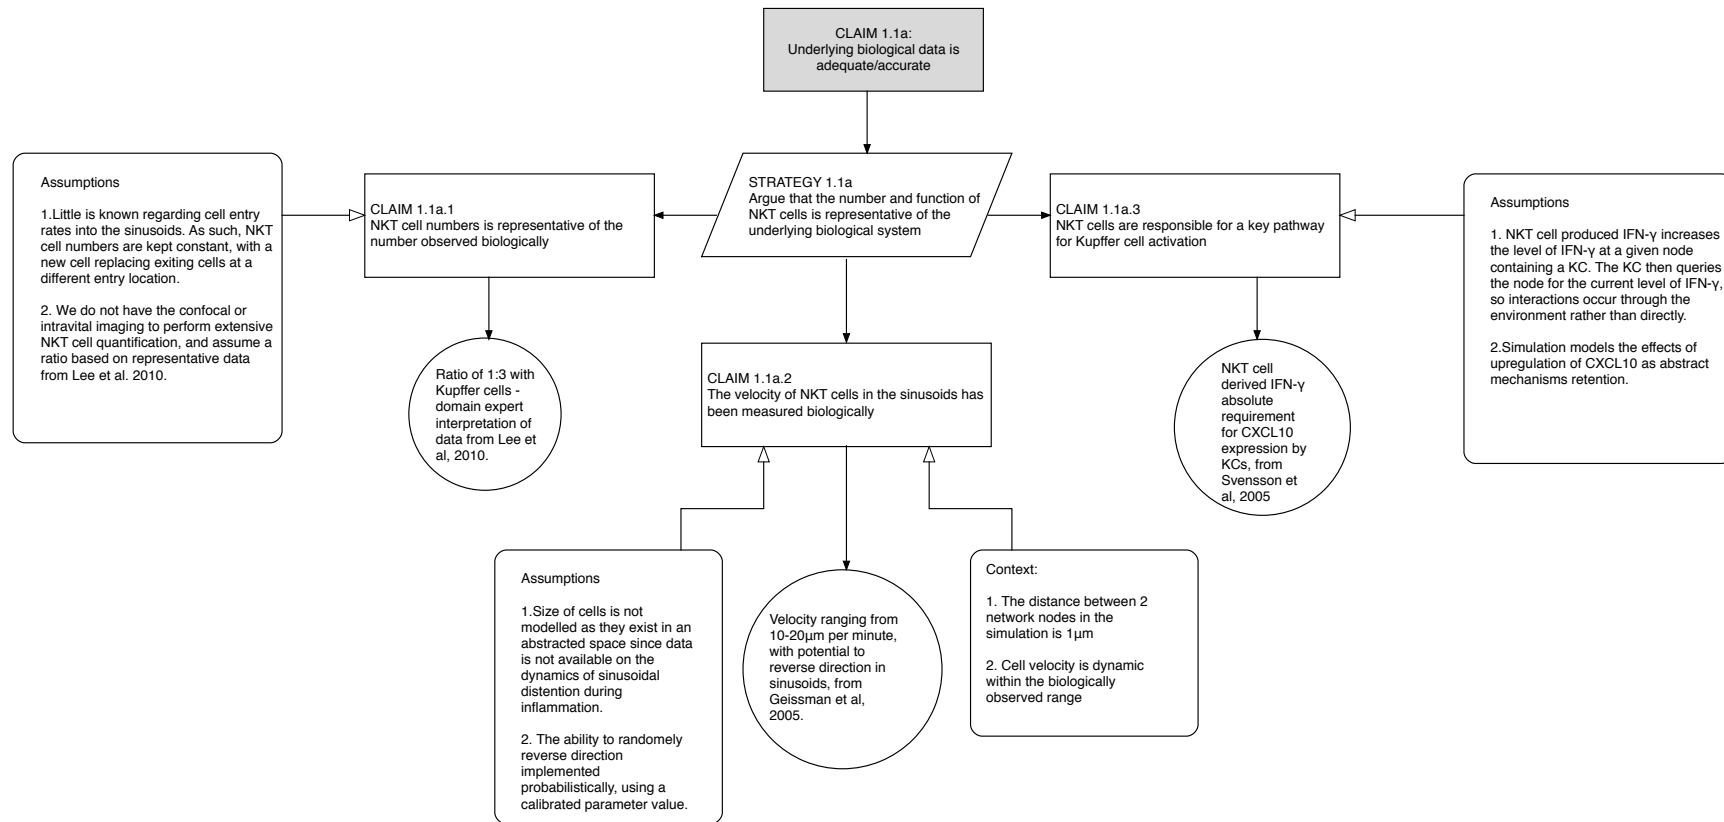 CLAIM 1.1a:
Underlying biological data is
adequate/accurate
Assumptions
1.Little is known regarding cell entry
rates into the sinusoids. As such, NKT
cell numbers are kept constant, with a
new cell replacing exiting cells at a
different entry location.
2. We do not have the confocal or
intravital imaging to perform extensive
NKT cell quantification, and assume a
ratio based on representative data
from Lee et al. 2010.
CLAIM 1.1a.1
NKT cell numbers is representative of the
number observed biologically
STRATEGY 1.1a
Argue that the number and function of
NKT cells is representative of the
underlying biological system
CLAIM 1.1a.3
NKT cells are responsible for a key pathway
for Kupffer cell activation
Assumptions
1. NKT cell produced IFN-γ increases
the level of IFN-γ at a given node
containing a KC. The KC then queries
the node for the current level of IFN-γ,
so interactions occur through the
environment rather than directly.
2.Simulation models the effects of
upregulation of CXCL10 as abstract
mechanisms retention.
Ratio of 1:3 with
Kupffer cells -
domain expert
interpretation of
data from Lee et
al, 2010.
CLAIM 1.1a.2
The velocity of NKT cells in the sinusoids has
been measured biologically
NKT cell
derived IFN-γ
absolute
requirement
for CXCL10
expression by
KCs, from
Svensson et
al, 2005
Assumptions
1.Size of cells is not
modelled as they exist in an
abstracted space since data
is not available on the
dynamics of sinusoidal
distention during
inflammation.
2. The ability to randomely
reverse direction
implemented
probabilistically, using a
calibrated parameter value.
Velocity ranging from
10-20μm per minute,
with potential to
reverse direction in
sinusoids, from
Geissman et al,
2005.
Context:
1. The distance between 2
network nodes in the
simulation is 1μm
2. Cell velocity is dynamic
within the biologically
observed range